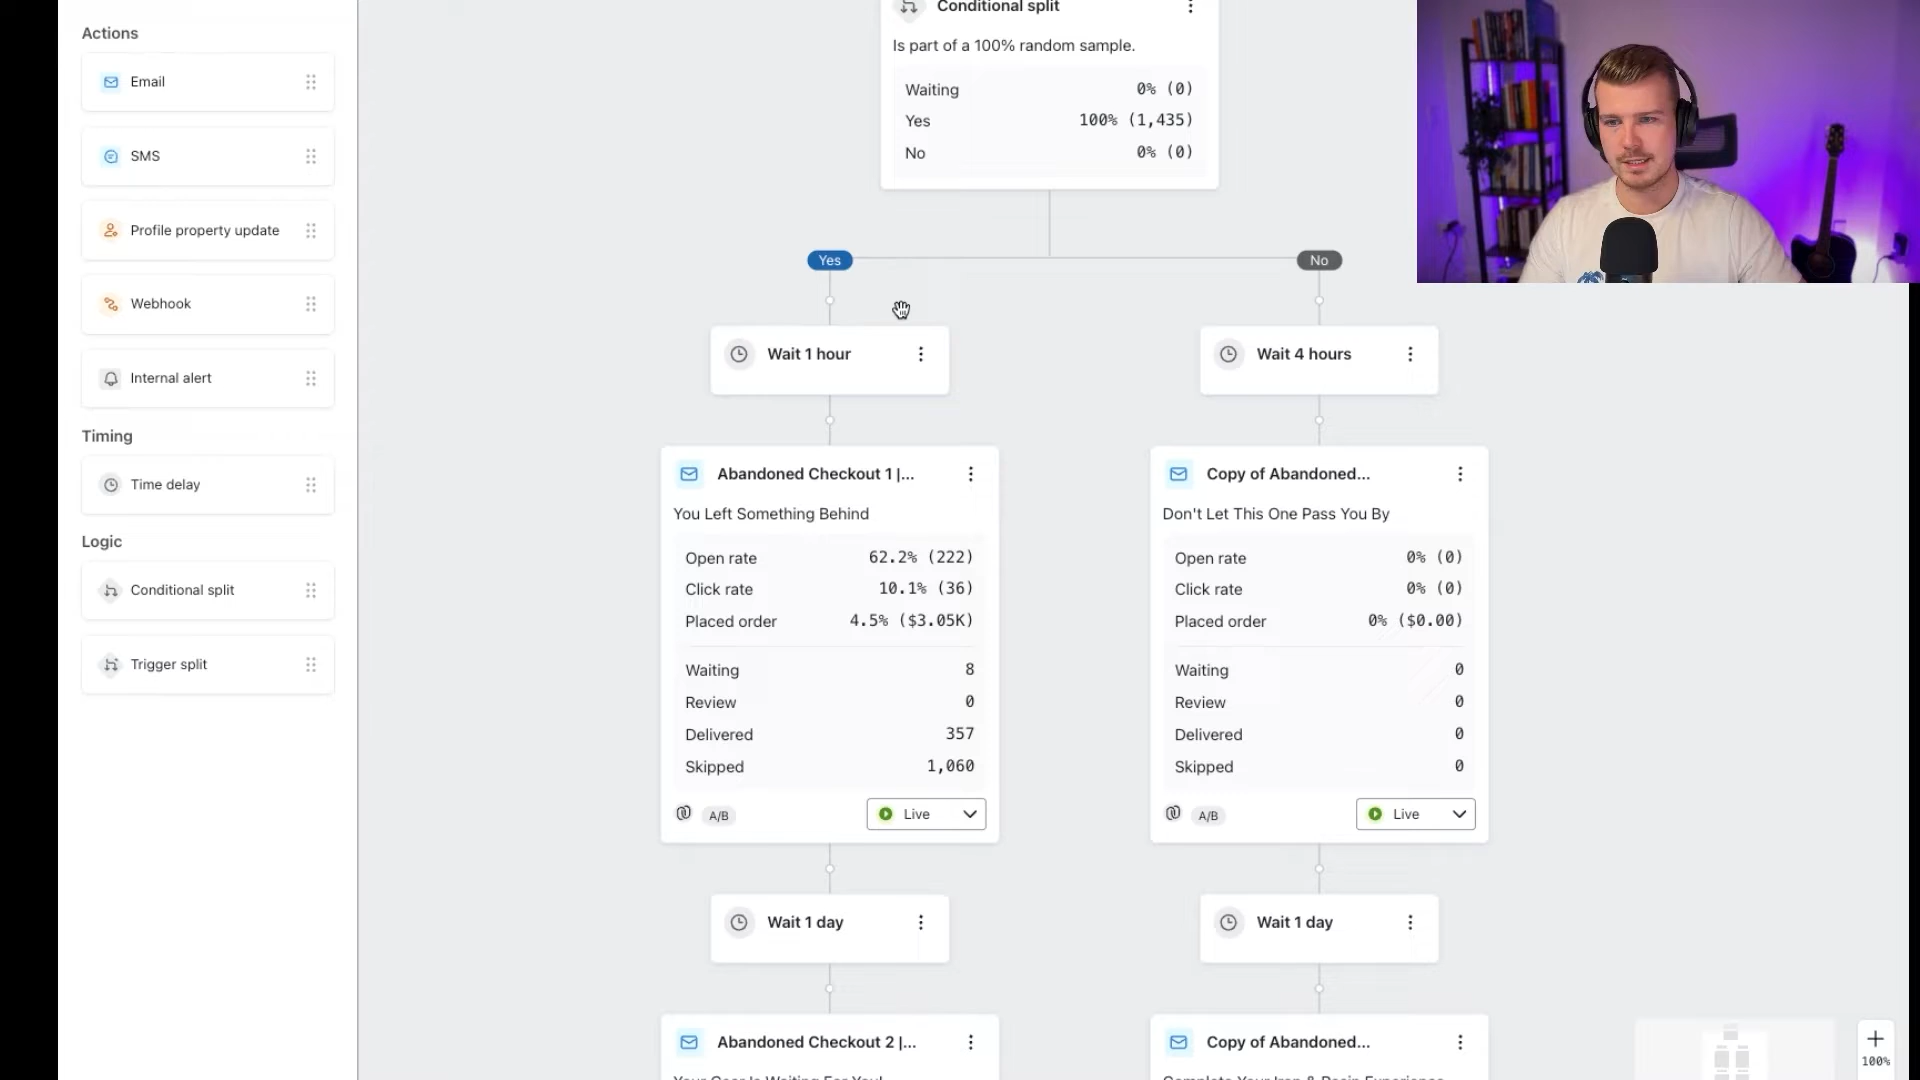 Actions
Email
SMS
Profile property update
Webhook
Internal alert
Timing
Time delay
Logic
Conditional split
Trigger split
Conditional split
Is part of a 100% random sample.
Waiting 0% (0)
Yes 100% (1,435)
No 0% (0)
Yes
No
Wait 1 hour
Wait 4 hours
Abandoned Checkout 1 |...
You Left Something Behind
Open rate 62.2% (222)
Click rate 10.1% (36)
Placed order 4.5% ($3.05K)
Waiting 8
Review 0
Delivered 357
Skipped 1,060
A/B
Live
Copy of Abandoned...
Don't Let This One Pass You By
Open rate 0% (0)
Click rate 0% (0)
Placed order 0% ($0.00)
Waiting 0
Review 0
Delivered 0
Skipped 0
A/B
Live
Wait 1 day
Wait 1 day
Abandoned Checkout 2 |...
Copy of Abandoned...
100%